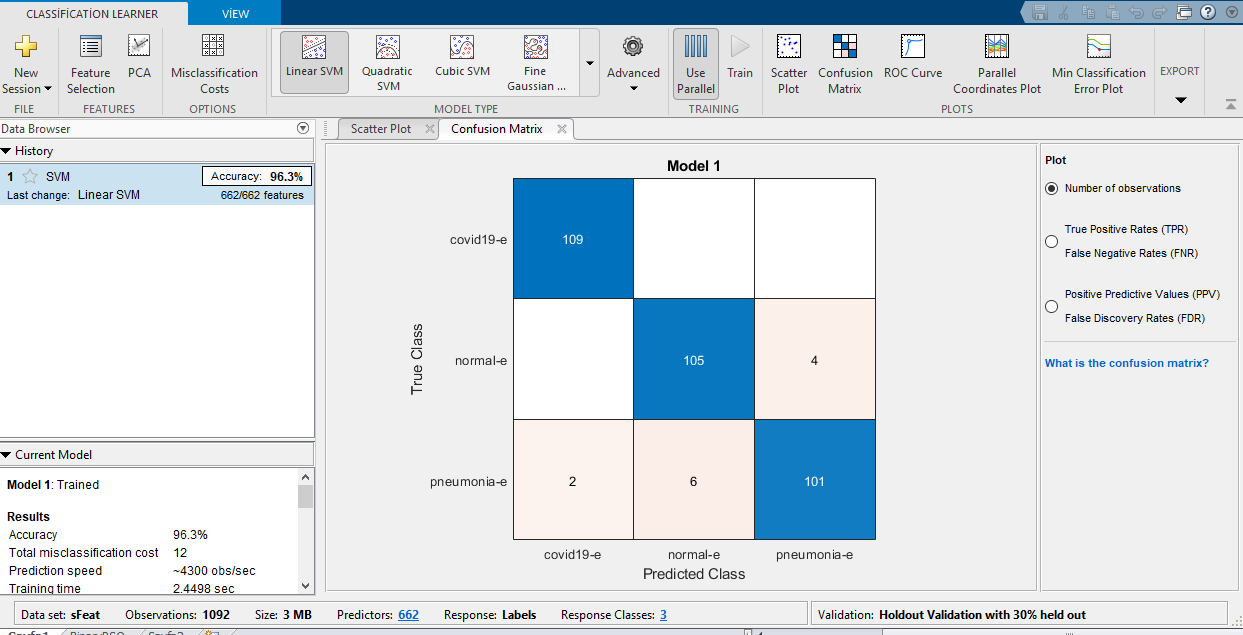 CLASSIFICATION LEARNER
VİEW
New Session
Feature Selection
PCA
Misclassification Costs
Linear SVM
Quadratic SVM
Cubic SVM
Fine Gaussian ...
Advanced
Use Parallel
Train
Scatter Plot
Confusion Matrix
ROC Curve
Parallel Coordinates Plot
Min Classification Error Plot
EXPORT
FILE
FEATURES
OPTIONS
MODEL TYPE
TRAINING
PLOTS
Data Browser
History
1 SVM Accuracy: 96.3%
Last change: Linear SVM 662/662 features
Current Model
Model 1: Trained
Results
Accuracy 96.3%
Total misclassification cost 12
Prediction speed ~4300 obs/sec
Training time 2.4498 sec
Scatter Plot
Confusion Matrix
Model 1
covid19-e 109
normal-e 105 4
pneumonia-e 2 6 101
True Class
covid19-e normal-e pneumonia-e
Predicted Class
Plot
Number of observations
True Positive Rates (TPR)
False Negative Rates (FNR)
Positive Predictive Values (PPV)
False Discovery Rates (FDR)
What is the confusion matrix?
Data set: sFeat Observations: 1092 Size: 3 MB Predictors: 662 Response: Labels Response Classes: 3
Validation: Holdout Validation with 30% held out